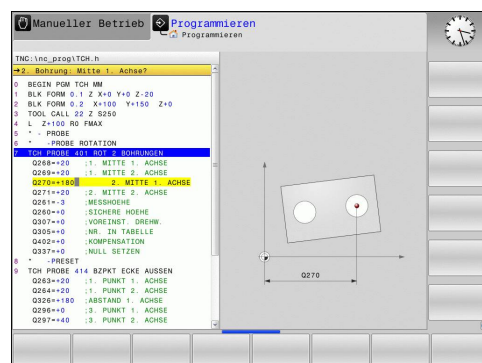 Manueller Betrieb
Programmieren
Programmieren
TNC:\nc_prog\TCH.h
→2. Bohrung: Mitte 1. Achse?
0 BEGIN PGM TCH MM
1 BLK FORM 0.1 Z X+0 Y+0 Z-20
2 BLK FORM 0.2 X+100 Y+150 Z+0
3 TOOL CALL 22 Z S250
4 L Z+100 R0 FMAX
5 * - PROBE
6 * -PROBE ROTATION
7 TCH PROBE 401 ROT 2 BOHRUNGEN
Q268=+20 ;1. MITTE 1. ACHSE
Q269=+20 ;1. MITTE 2. ACHSE
Q270=+180 2. MITTE 1. ACHSE
Q271=+20 ;2. MITTE 2. ACHSE
Q261=-3 ;MESSHOEHE
Q260=+0 ;SICHERE HOEHE
Q307=+0 ;VOREINST. DREHW.
Q305=+0 ;NR. IN TABELLE
Q402=+0 ;KOMPENSATION
Q337=+0 ;NULL SETZEN
8 * -PRESET
9 TCH PROBE 414 BZPKT ECKE AUSSEN
Q263=+20 ;1. PUNKT 1. ACHSE
Q264=+20 ;1. PUNKT 2. ACHSE
Q326=+180 ;ABSTAND 1. ACHSE
Q296=+0 ;3. PUNKT 1. ACHSE
Q297=+40 ;3. PUNKT 2. ACHSE
Q270